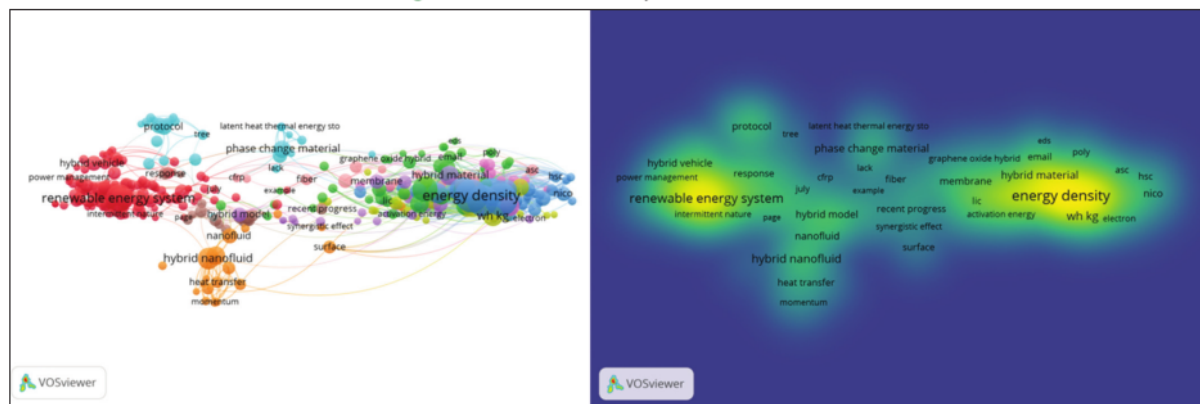 protocol
tree
latent heat thermal energy sto
phase change material
eds
hybrid vehicle
power management
response
lack
graphene oxide hybrid
email
poly
cfrp
fiber
membrane
hybrid material
asc
hsc
renewable energy system
july
example
energy density
nico
intermittent nature
page
hybrid model
recent progress
lic
activation energy
wh kg
electron
nanofluid
synergistic effect
surface
hybrid nanofluid
heat transfer
momentum
VOSviewer
protocol
tree
latent heat thermal energy sto
phase change material
eds
hybrid vehicle
power management
response
lack
graphene oxide hybrid
email
poly
cfrp
fiber
membrane
hybrid material
asc
hsc
renewable energy system
july
example
energy density
nico
intermittent nature
page
hybrid model
recent progress
lic
activation energy
wh kg
electron
nanofluid
synergistic effect
surface
hybrid nanofluid
heat transfer
momentum
VOSviewer